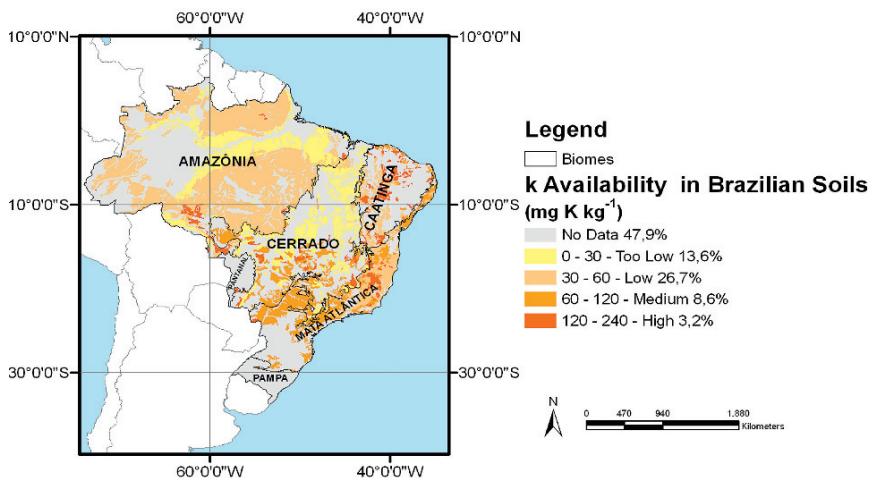 60°0'0"W 40°0'0"W
10°0'0"N 10°0'0"N
AMAZÔNIA
CAATINGA
10°0'0"S 10°0'0"S
CERRADO
PANTANAL
MATA ATLÂNTICA
30°0'0"S 30°0'0"S
PAMPA
60°0'0"W 40°0'0"W
Legend
Biomes
k Availability in Brazilian Soils
(mg K kg⁻¹)
No Data 47,9%
0 - 30 - Too Low 13,6%
30 - 60 - Low 26,7%
60 - 120 - Medium 8,6%
120 - 240 - High 3,2%
N
0 470 940 1.880
Kilometers